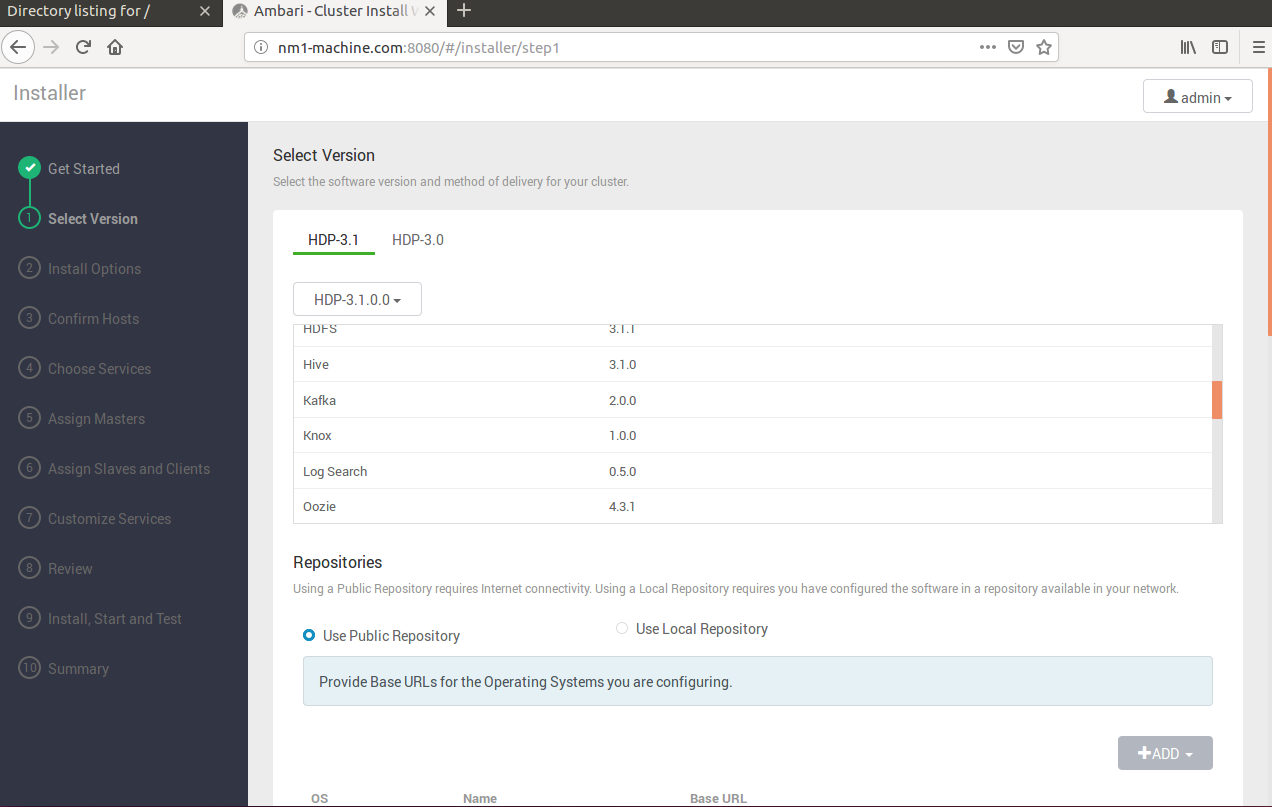 Directory listing for /
Ambari - Cluster Install
nm1-machine.com:8080/#/installer/step1
Installer
admin
Get Started
1 Select Version
2 Install Options
3 Confirm Hosts
4 Choose Services
5 Assign Masters
6 Assign Slaves and Clients
7 Customize Services
8 Review
9 Install, Start and Test
10 Summary
Select Version
Select the software version and method of delivery for your cluster.
HDP-3.1 HDP-3.0
HDP-3.1.0.0
HDFS 3.1.1
Hive 3.1.0
Kafka 2.0.0
Knox 1.0.0
Log Search 0.5.0
Oozie 4.3.1
Repositories
Using a Public Repository requires Internet connectivity. Using a Local Repository requires you have configured the software in a repository available in your network.
Use Public Repository Use Local Repository
Provide Base URLs for the Operating Systems you are configuring.
ADD
OS Name Base URL